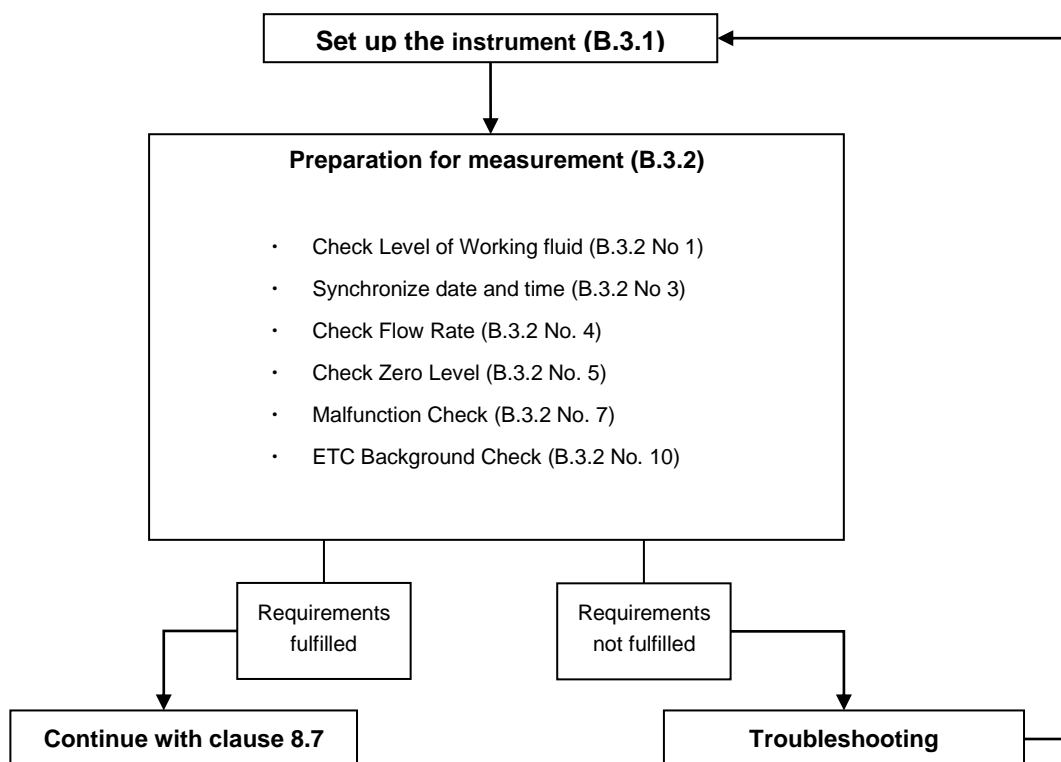 Set up the instrument (B.3.1)
Preparation for measurement (B.3.2)
· Check Level of Working fluid (B.3.2 No 1)
· Synchronize date and time (B.3.2 No 3)
· Check Flow Rate (B.3.2 No. 4)
· Check Zero Level (B.3.2 No. 5)
· Malfunction Check (B.3.2 No. 7)
· ETC Background Check (B.3.2 No. 10)
Requirements
fulfilled
Requirements
not fulfilled
Continue with clause 8.7
Troubleshooting